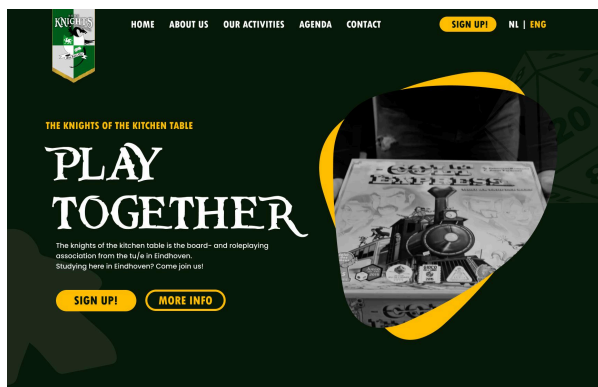 KNIGHTS
HOME ABOUT US OUR ACTIVITIES AGENDA CONTACT
SIGN UP! NL | ENG
THE KNIGHTS OF THE KITCHEN TABLE
PLAY
TOGETHER
The knights of the kitchen table is the board- and roleplaying
association from the tu/e in Eindhoven.
Studying here in Eindhoven? Come join us!
SIGN UP! MORE INFO
COLT
EXPRESS
20